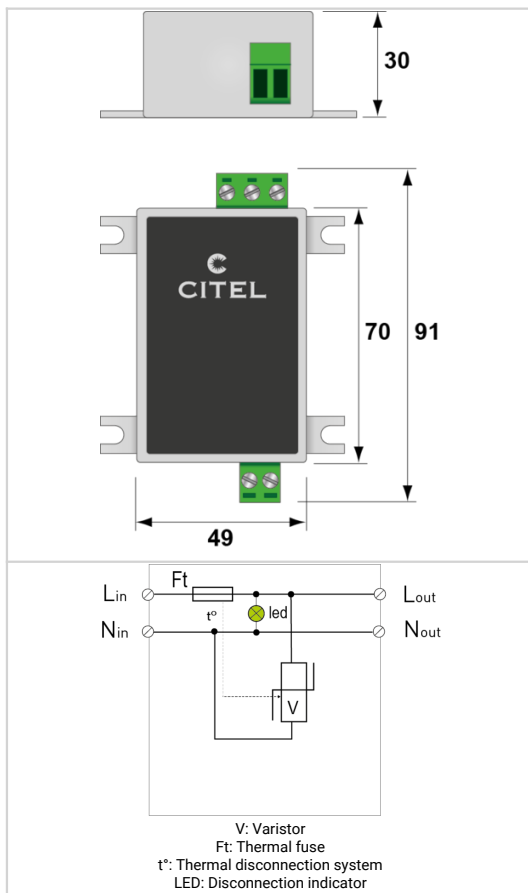 30
CITEL
70
91
49
Ft
Lin
led
Lout
t°
Nin
Nout
V
V: Varistor
Ft: Thermal fuse
t°: Thermal disconnection system
LED: Disconnection indicator